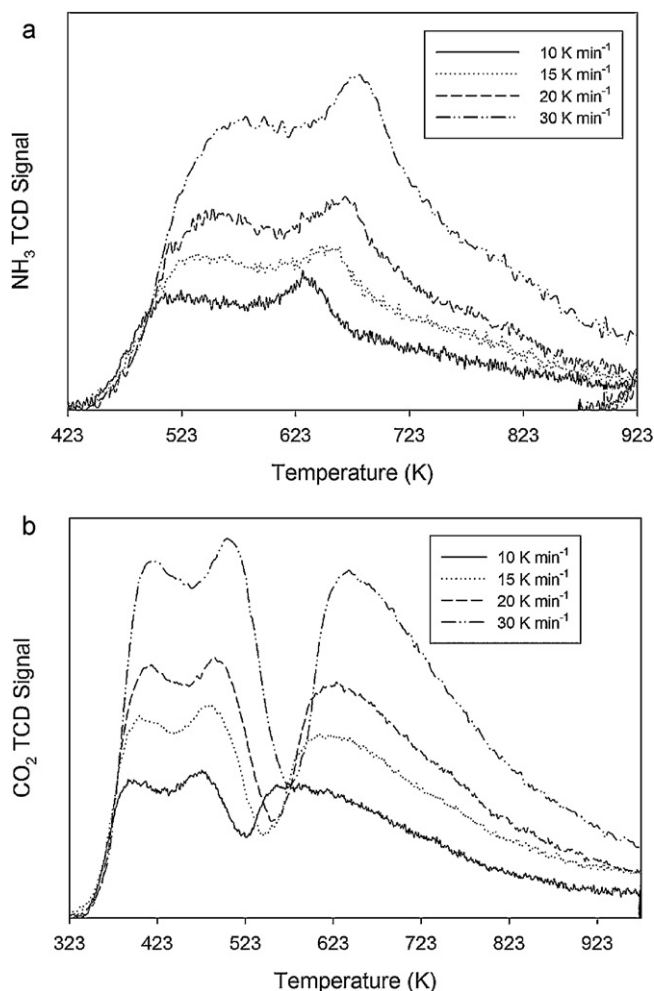 a
10 K min⁻¹
15 K min⁻¹
20 K min⁻¹
30 K min⁻¹
NH₃ TCD Signal
423 523 623 723 823 923
Temperature (K)
b
10 K min⁻¹
15 K min⁻¹
20 K min⁻¹
30 K min⁻¹
CO₂ TCD Signal
323 423 523 623 723 823 923
Temperature (K)